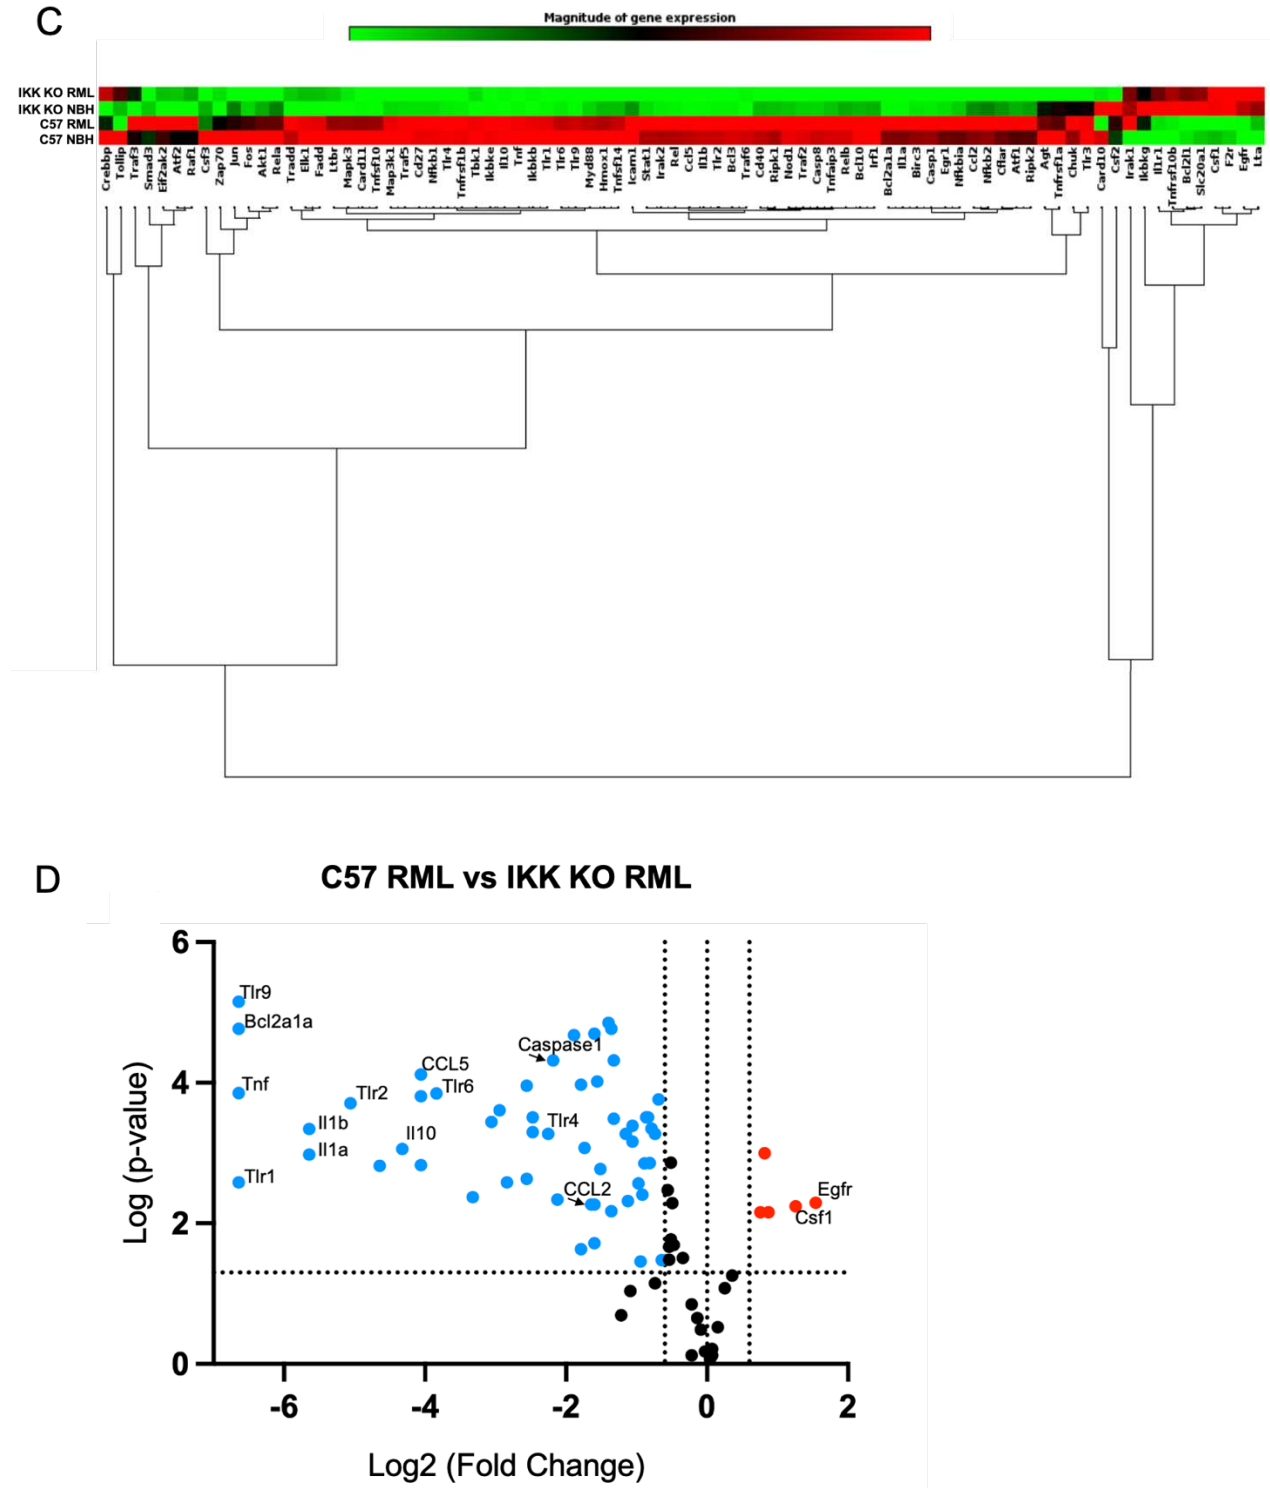 C
Magnitude of gene expression
IKK KO RML
IKK KO NBH
C57 RML
C57 NBH
Crebbp
Tollip
Traf3
Smad3
Eif2ak2
Atf2
Raf1
Csf3
Zap70
Jun
Fos
Akt1
Rela
Tradd
Elk1
Fadd
Ltbr
Mapk3
Card11
Tnfsf10
Map3k1
Traf5
Cd27
Nfkb1
Tlr4
Tnfrsf1b
Tbk1
Ikbke
Il10
Tnf
Ikbkb
Tlr1
Tlr6
Tlr9
Myd88
Hmox1
Tnfsf14
Icam1
Stat1
Irak2
Rel
Ccl5
Il1b
Tlr2
Bcl3
Traf6
Cd40
Ripk1
Nod1
Traf2
Casp8
Tnfaip3
Relb
Bcl10
Irf1
Bcl2a1a
Il1a
Birc3
Casp1
Egr1
Nfkbia
Ccl2
Nfkb2
Cflar
Atf1
Ripk2
Agt
Tnfrsf1a
Chuk
Tlr3
Card10
Csf2
Irak1
Ikbkg
Il1r1
Tnfrsf10b
Bcl2l1
Slc20a1
Csf1
F2r
Egfr
Lta
D
C57 RML vs IKK KO RML
6
Tlr9
Bcl2a1a
Caspase1
CCL5
4
Tnf
Tlr2
Tlr6
Il1b
Il10
Tlr4
Il1a
Tlr1
CCL2
Egfr
Csf1
2
0
-6
-4
-2
0
2
Log (p-value)
Log2 (Fold Change)